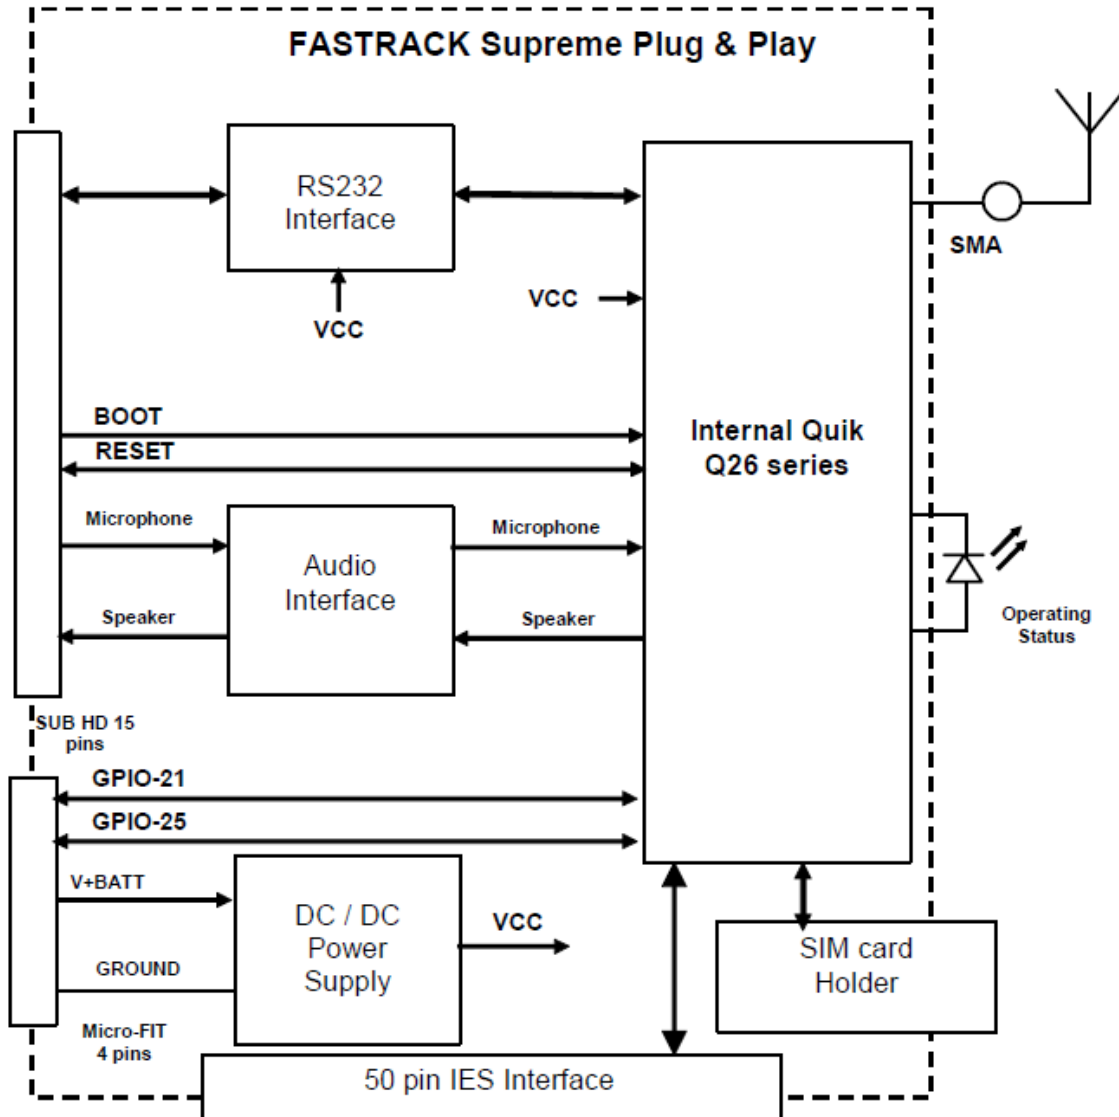 FASTRACK Supreme Plug & Play
RS232
Interface
SMA
VCC
VCC
BOOT
RESET
Internal Quik
Q26 series
Microphone
Microphone
Audio
Interface
Speaker
Speaker
Operating
Status
SUB HD 15
pins
GPIO-21
GPIO-25
V+BATT
DC / DC
Power
Supply
VCC
GROUND
SIM card
Holder
Micro-FIT
4 pins
50 pin IES Interface